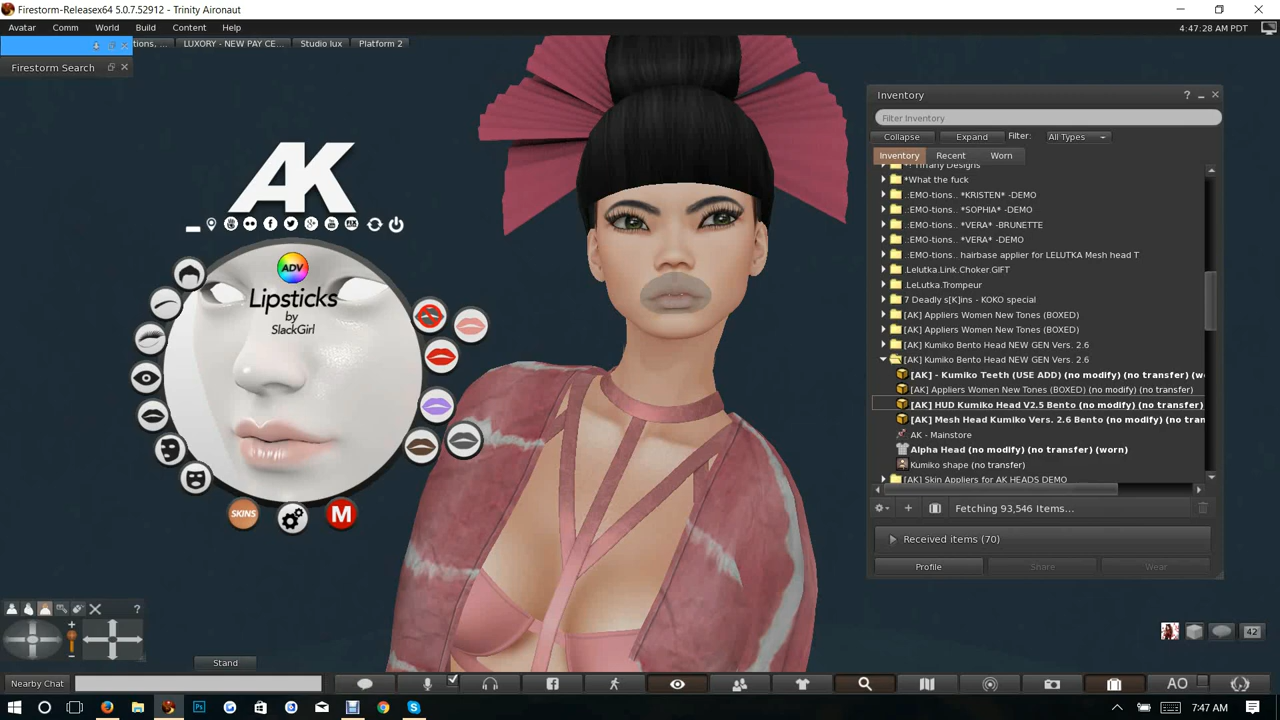 Firestorm-Releasex64 5.0.7.52912 - Trinity Aironaut
Avatar Comm World Build Content Help
4:47:28 AM PDT
tions, ... LUXORY - NEW PAY CE... Studio lux Platform 2
Firestorm Search
AK
ADV
Lipsticks
by
SlackGirl
SKINS
M
Inventory
Filter Inventory
Collapse Expand Filter: All Types
Inventory Recent Worn
*! Tiffany Designs
*What the fuck
.:EMO-tions.. *KRISTEN* -DEMO
.:EMO-tions.. *SOPHIA* -DEMO
.:EMO-tions.. *VERA* -BRUNETTE
.:EMO-tions.. *VERA* -DEMO
.:EMO-tions.. hairbase applier for LELUTKA Mesh head T
.Lelutka.Link.Choker.GIFT
.LeLutka.Trompeur
7 Deadly s[K]ins - KOKO special
[AK] Appliers Women New Tones (BOXED)
[AK] Appliers Women New Tones (BOXED)
[AK] Kumiko Bento Head NEW GEN Vers. 2.6
[AK] Kumiko Bento Head NEW GEN Vers. 2.6
[AK] - Kumiko Teeth (USE ADD) (no modify) (no transfer) (wo
[AK] Appliers Women New Tones (BOXED) (no modify) (no transfer)
[AK] HUD Kumiko Head V2.5 Bento (no modify) (no transfer)
[AK] Mesh Head Kumiko Vers. 2.6 Bento (no modify) (no tran
AK - Mainstore
Alpha Head (no modify) (no transfer) (worn)
Kumiko shape (no transfer)
[AK] Skin Appliers for AK HEADS DEMO
Fetching 93,546 Items...
Received items (70)
Profile Share Wear
42
Stand
Nearby Chat
AO
7:47 AM